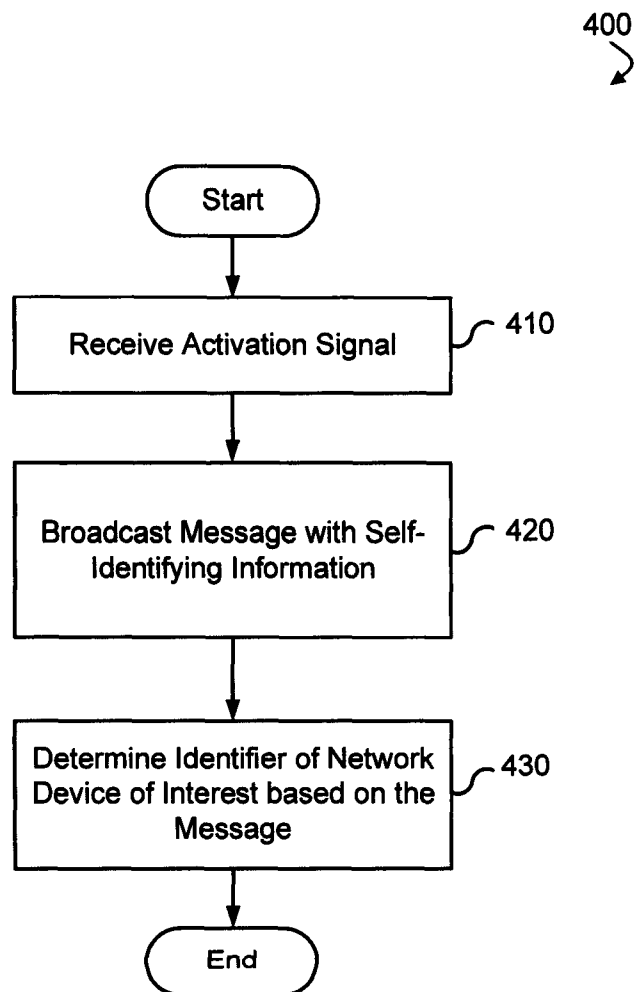 400
Start
Receive Activation Signal
410
Broadcast Message with Self-
Identifying Information
420
Determine Identifier of Network
Device of Interest based on the
Message
430
End